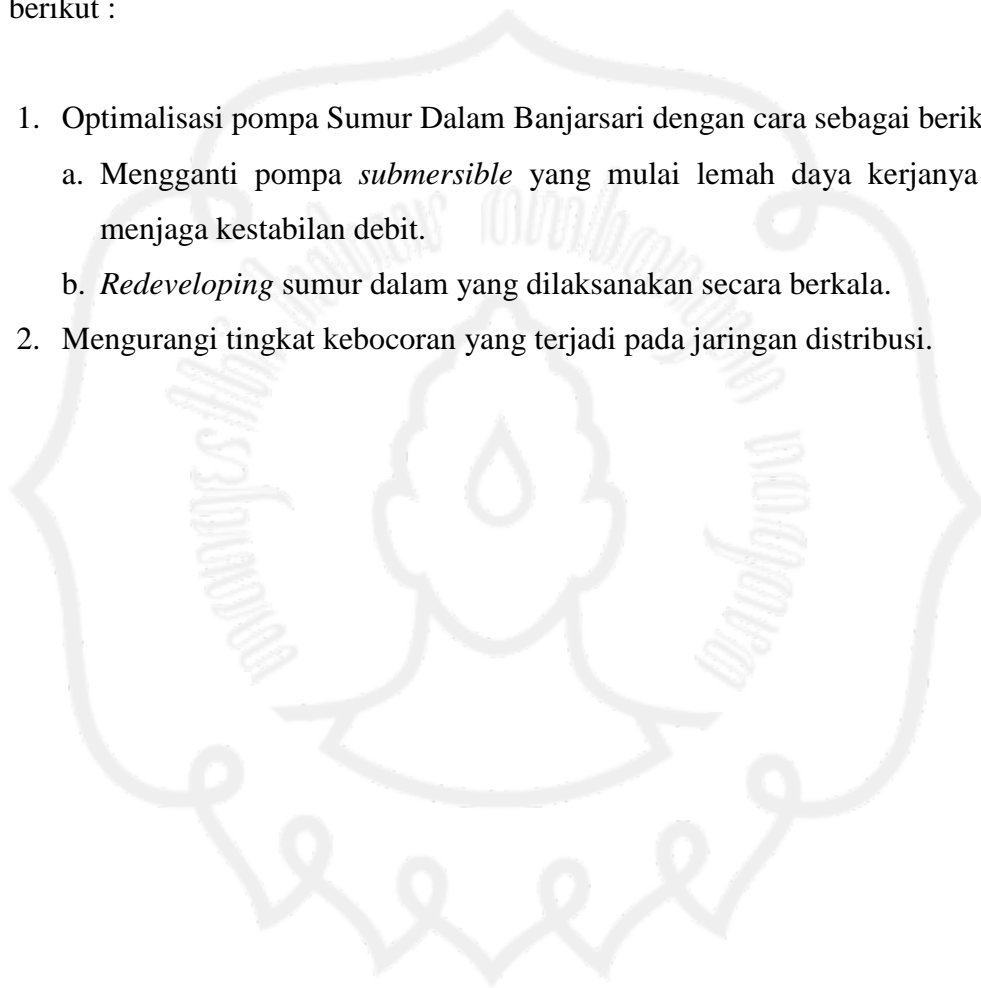 berikut :
1. Optimalisasi pompa Sumur Dalam Banjarsari dengan cara sebagai berik
a. Mengganti pompa submersible yang mulai lemah daya kerjanya
menjaga kestabilan debit.
b. Redeveloping sumur dalam yang dilaksanakan secara berkala.
2. Mengurangi tingkat kebocoran yang terjadi pada jaringan distribusi.